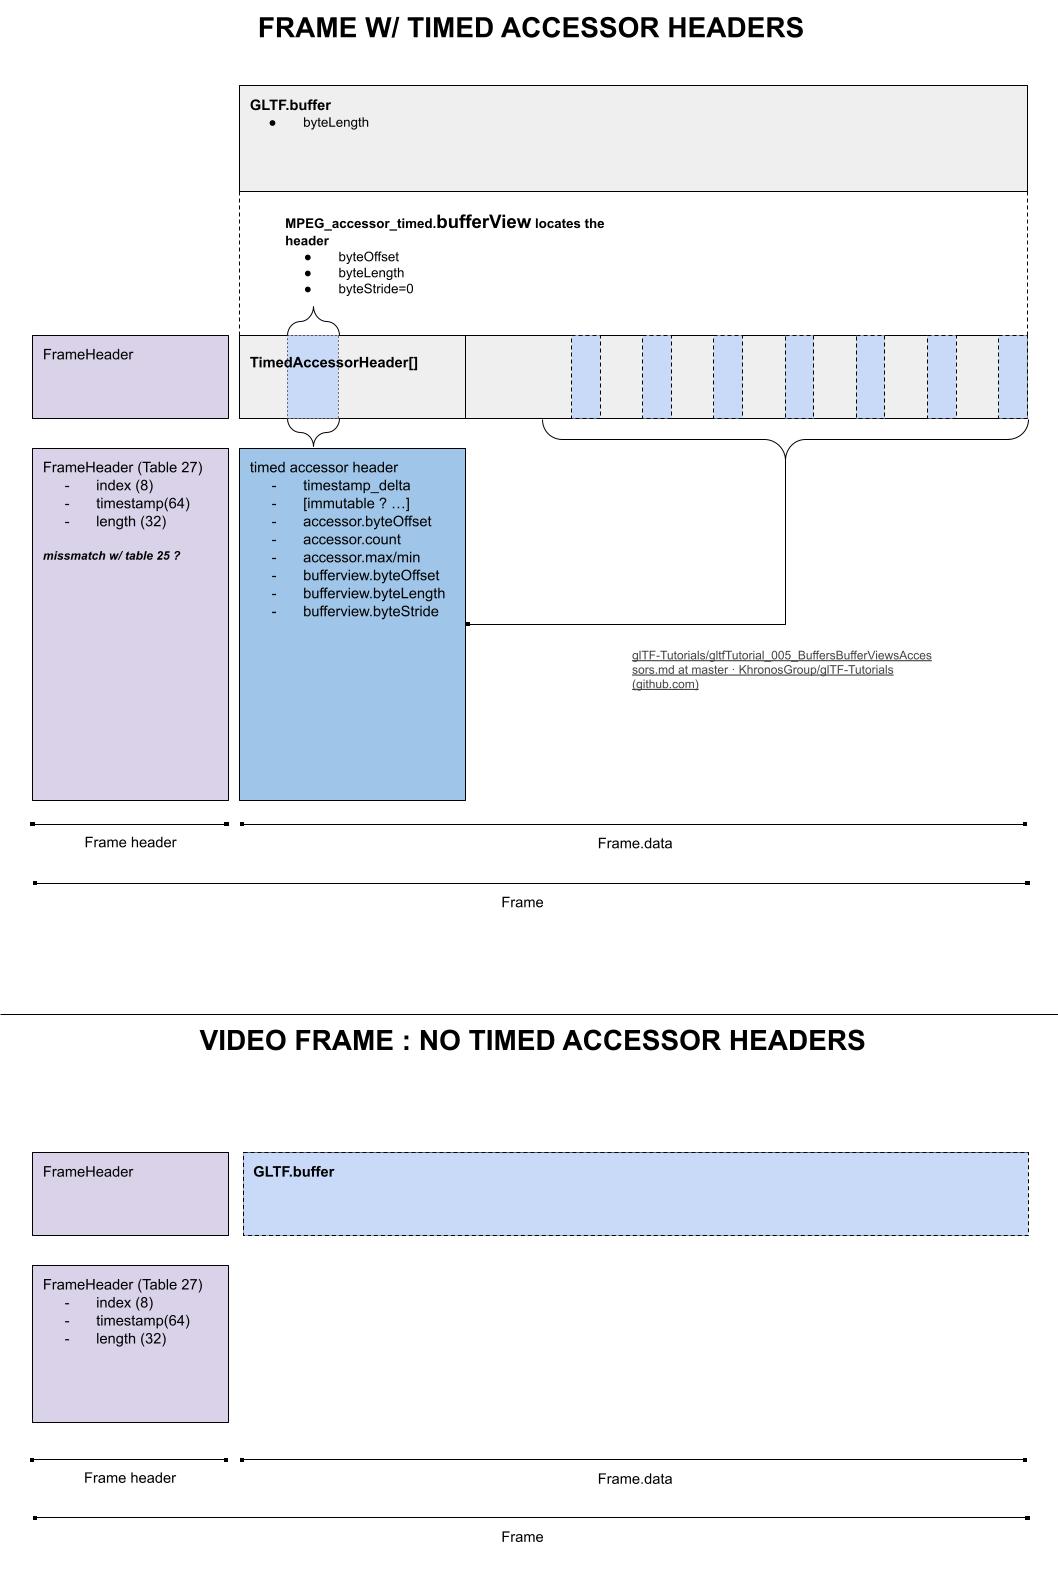 FRAME W/ TIMED ACCESSOR HEADERS
GLTF.buffer
● byteLength
MPEG_accessor_timed.bufferView locates the
header
● byteOffset
● byteLength
● byteStride=0
FrameHeader
TimedAccessorHeader[]
FrameHeader (Table 27)
- index (8)
- timestamp(64)
- length (32)
missmatch w/ table 25 ?
timed accessor header
- timestamp_delta
- [immutable ? …]
- accessor.byteOffset
- accessor.count
- accessor.max/min
- bufferview.byteOffset
- bufferview.byteLength
- bufferview.byteStride
glTF-Tutorials/gltfTutorial_005_BuffersBufferViewsAcces
sors.md at master · KhronosGroup/glTF-Tutorials
(github.com)
Frame header
Frame.data
Frame
VIDEO FRAME : NO TIMED ACCESSOR HEADERS
FrameHeader
GLTF.buffer
FrameHeader (Table 27)
- index (8)
- timestamp(64)
- length (32)
Frame header
Frame.data
Frame